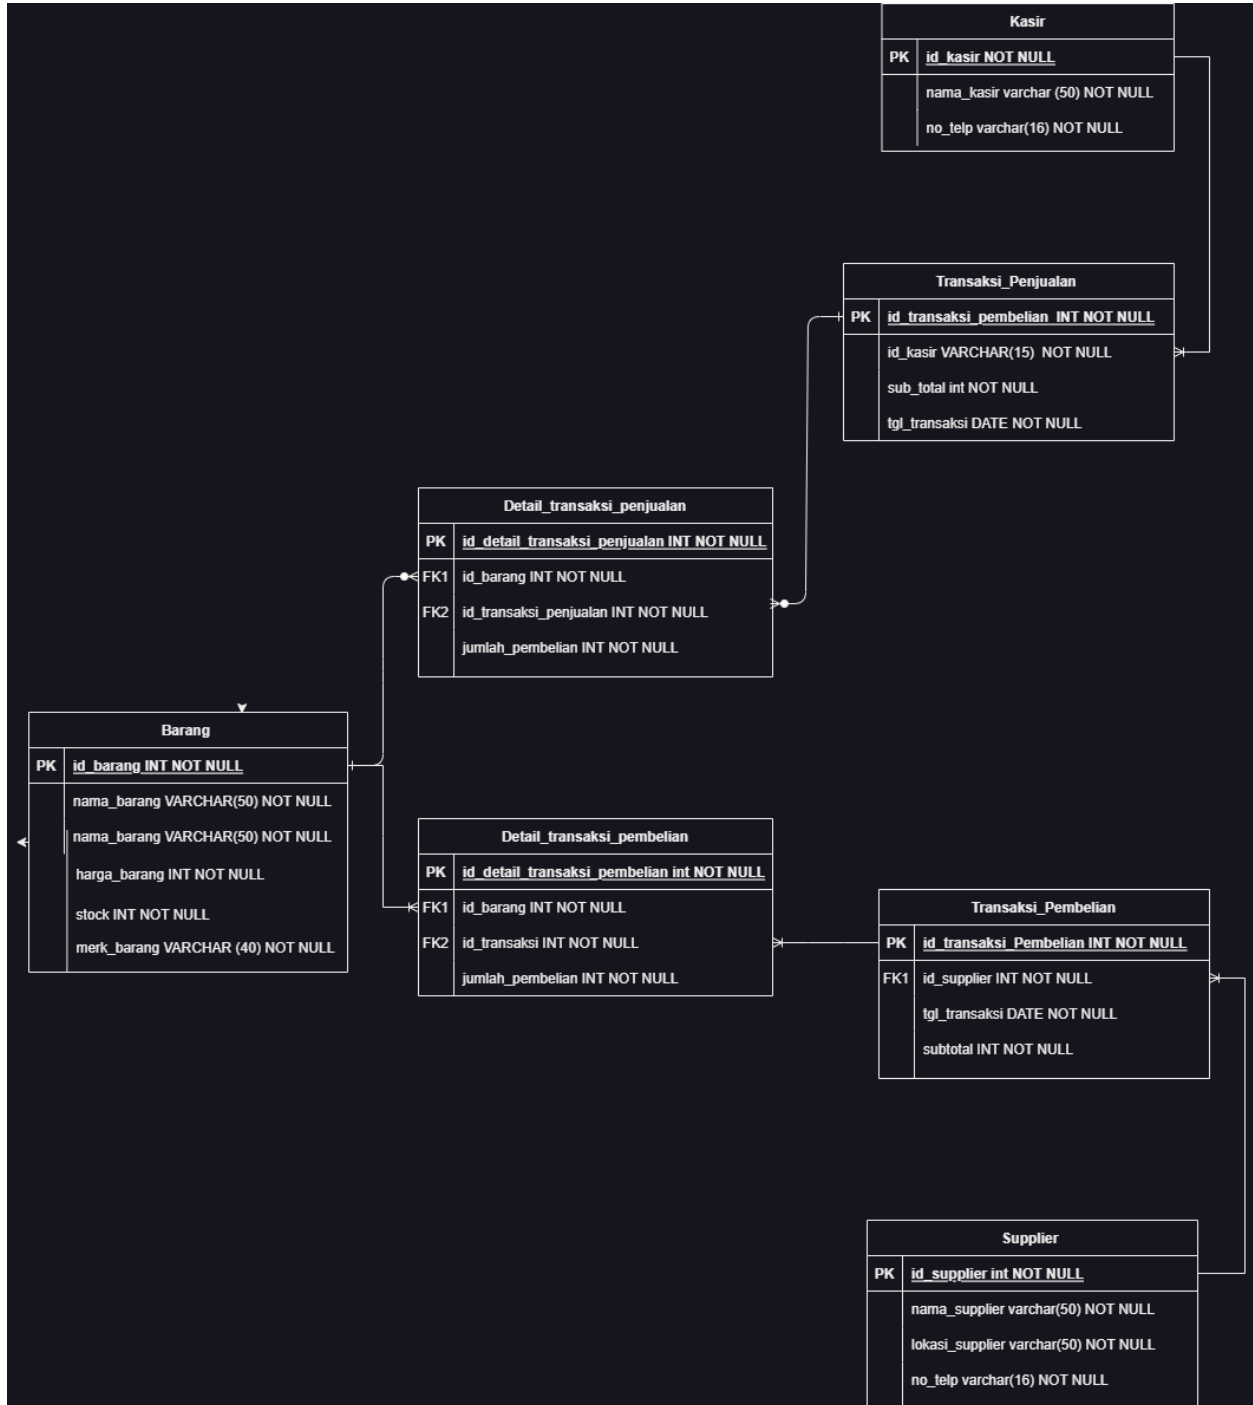 Kasir
PK id_kasir NOT NULL
nama_kasir varchar (50) NOT NULL
no_telp varchar(16) NOT NULL
Transaksi_Penjualan
PK id_transaksi_pembelian INT NOT NULL
id_kasir VARCHAR(15) NOT NULL
sub_total int NOT NULL
tgl_transaksi DATE NOT NULL
Detail_transaksi_penjualan
PK id_detail_transaksi_penjualan INT NOT NULL
FK1 id_barang INT NOT NULL
FK2 id_transaksi_penjualan INT NOT NULL
jumlah_pembelian INT NOT NULL
Barang
PK id_barang INT NOT NULL
nama_barang VARCHAR(50) NOT NULL
nama_barang VARCHAR(50) NOT NULL
harga_barang INT NOT NULL
stock INT NOT NULL
merk_barang VARCHAR (40) NOT NULL
Detail_transaksi_pembelian
PK id_detail_transaksi_pembelian int NOT NULL
FK1 id_barang INT NOT NULL
FK2 id_transaksi INT NOT NULL
jumlah_pembelian INT NOT NULL
Transaksi_Pembelian
PK id_transaksi_Pembelian INT NOT NULL
FK1 id_supplier INT NOT NULL
tgl_transaksi DATE NOT NULL
subtotal INT NOT NULL
Supplier
PK id_supplier int NOT NULL
nama_supplier varchar(50) NOT NULL
lokasi_supplier varchar(50) NOT NULL
no_telp varchar(16) NOT NULL